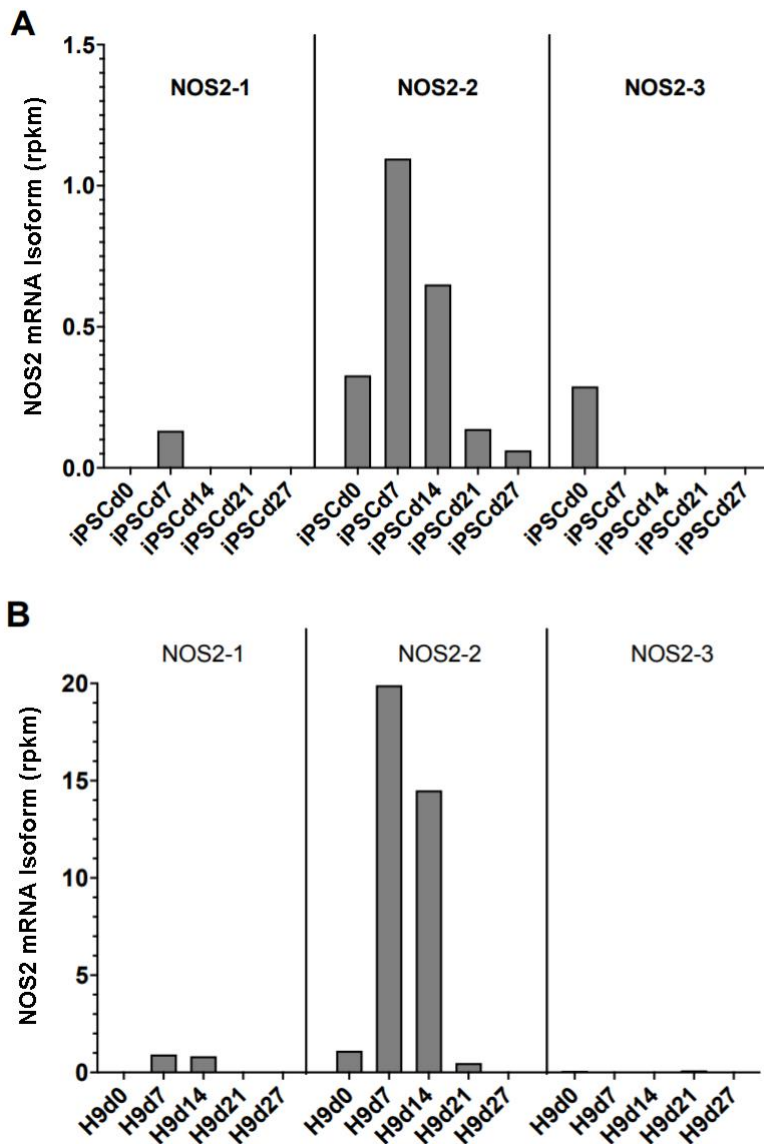 A
NOS2 mRNA Isoform (rpkm)
1.5
1.0
0.5
0.0
NOS2-1
NOS2-2
NOS2-3
iPSCd0
iPSCd7
iPSCd14
iPSCd21
iPSCd27
iPSCd0
iPSCd7
iPSCd14
iPSCd21
iPSCd27
iPSCd0
iPSCd7
iPSCd14
iPSCd21
iPSCd27
B
NOS2 mRNA Isoform (rpkm)
20
15
10
5
0
NOS2-1
NOS2-2
NOS2-3
H9d0
H9d7
H9d14
H9d21
H9d27
H9d0
H9d7
H9d14
H9d21
H9d27
H9d0
H9d7
H9d14
H9d21
H9d27